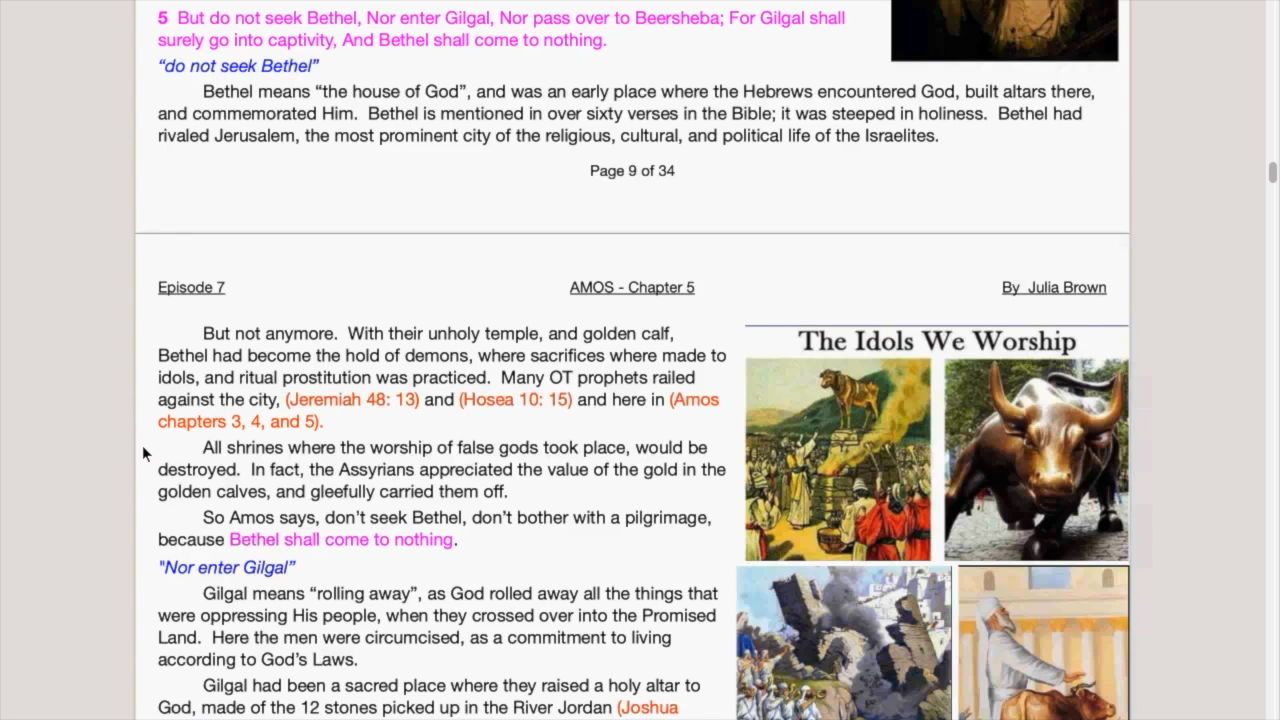 5 But do not seek Bethel, Nor enter Gilgal, Nor pass over to Beersheba; For Gilgal shall
surely go into captivity, And Bethel shall come to nothing.
“do not seek Bethel”
Bethel means “the house of God”, and was an early place where the Hebrews encountered God, built altars there,
and commemorated Him. Bethel is mentioned in over sixty verses in the Bible; it was steeped in holiness. Bethel had
rivaled Jerusalem, the most prominent city of the religious, cultural, and political life of the Israelites.
Page 9 of 34
Episode 7 AMOS - Chapter 5 By Julia Brown
But not anymore. With their unholy temple, and golden calf,
Bethel had become the hold of demons, where sacrifices where made to
idols, and ritual prostitution was practiced. Many OT prophets railed
against the city, (Jeremiah 48: 13) and (Hosea 10: 15) and here in (Amos
chapters 3, 4, and 5).
All shrines where the worship of false gods took place, would be
destroyed. In fact, the Assyrians appreciated the value of the gold in the
golden calves, and gleefully carried them off.
So Amos says, don’t seek Bethel, don’t bother with a pilgrimage,
because Bethel shall come to nothing.
"Nor enter Gilgal”
Gilgal means “rolling away”, as God rolled away all the things that
were oppressing His people, when they crossed over into the Promised
Land. Here the men were circumcised, as a commitment to living
according to God’s Laws.
Gilgal had been a sacred place where they raised a holy altar to
God, made of the 12 stones picked up in the River Jordan (Joshua
The Idols We Worship